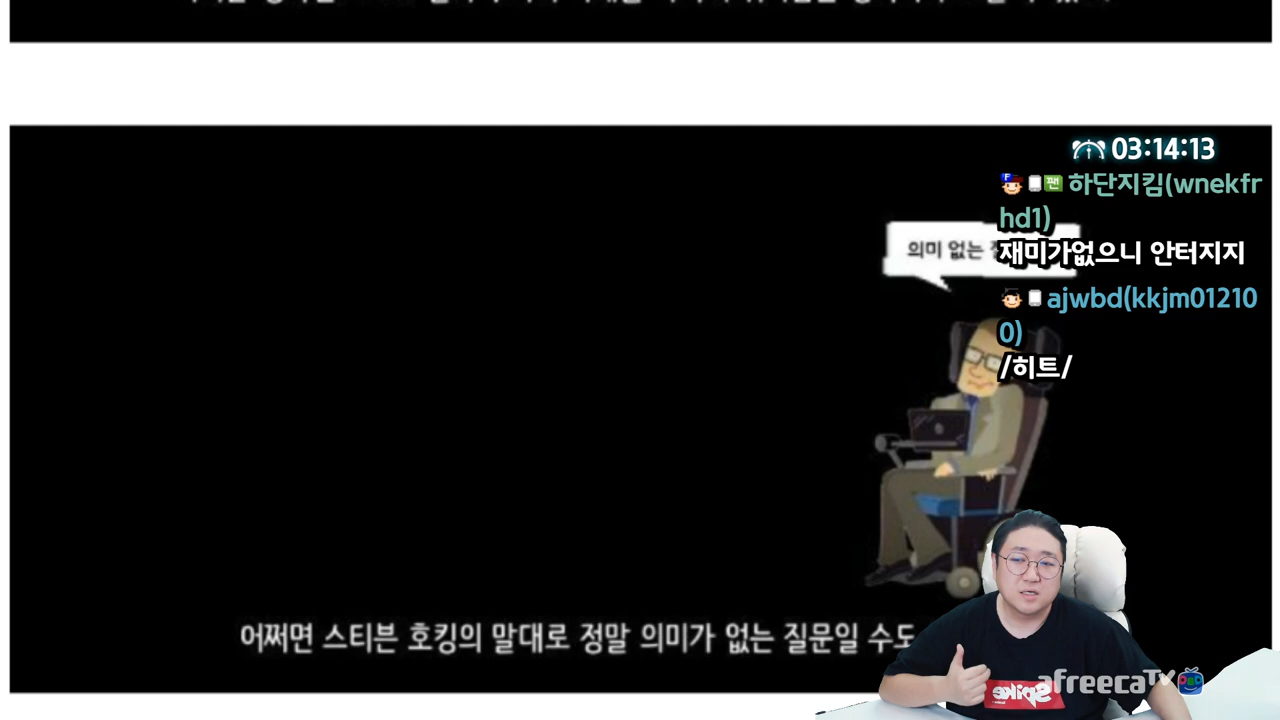 03:14:13
팬 하단지킴(wnekfr
hd1)
의미 없는
재미가없으니 안터지지
ajwbd(kkjm01210
0)
/히트/
어쩌면 스티븐 호킹의 말대로 정말 의미가 없는 질문일 수도
afreecaTV
Spike